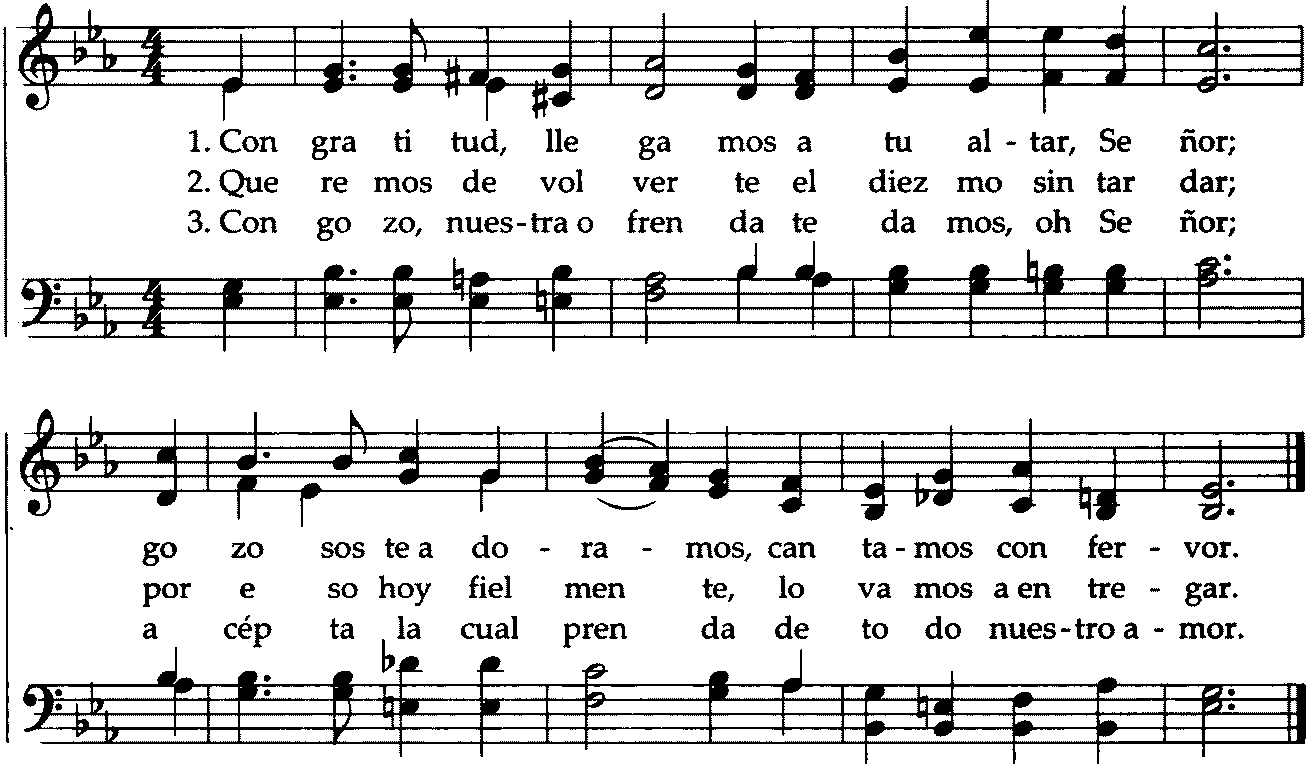 4 4
1. Con gra ti tud, lle ga mos a tu al - tar, Se ñor;
2. Que re mos de vol ver te el diez mo sin tar dar;
3. Con go zo, nues-tra o fren da te da mos, oh Se ñor;
4 4
go zo sos te a do - ra - mos, can ta - mos con fer - vor.
por e so hoy fiel men te, lo va mos a en tre - gar.
a cép ta la cual pren da de to do nues-tro a - mor.